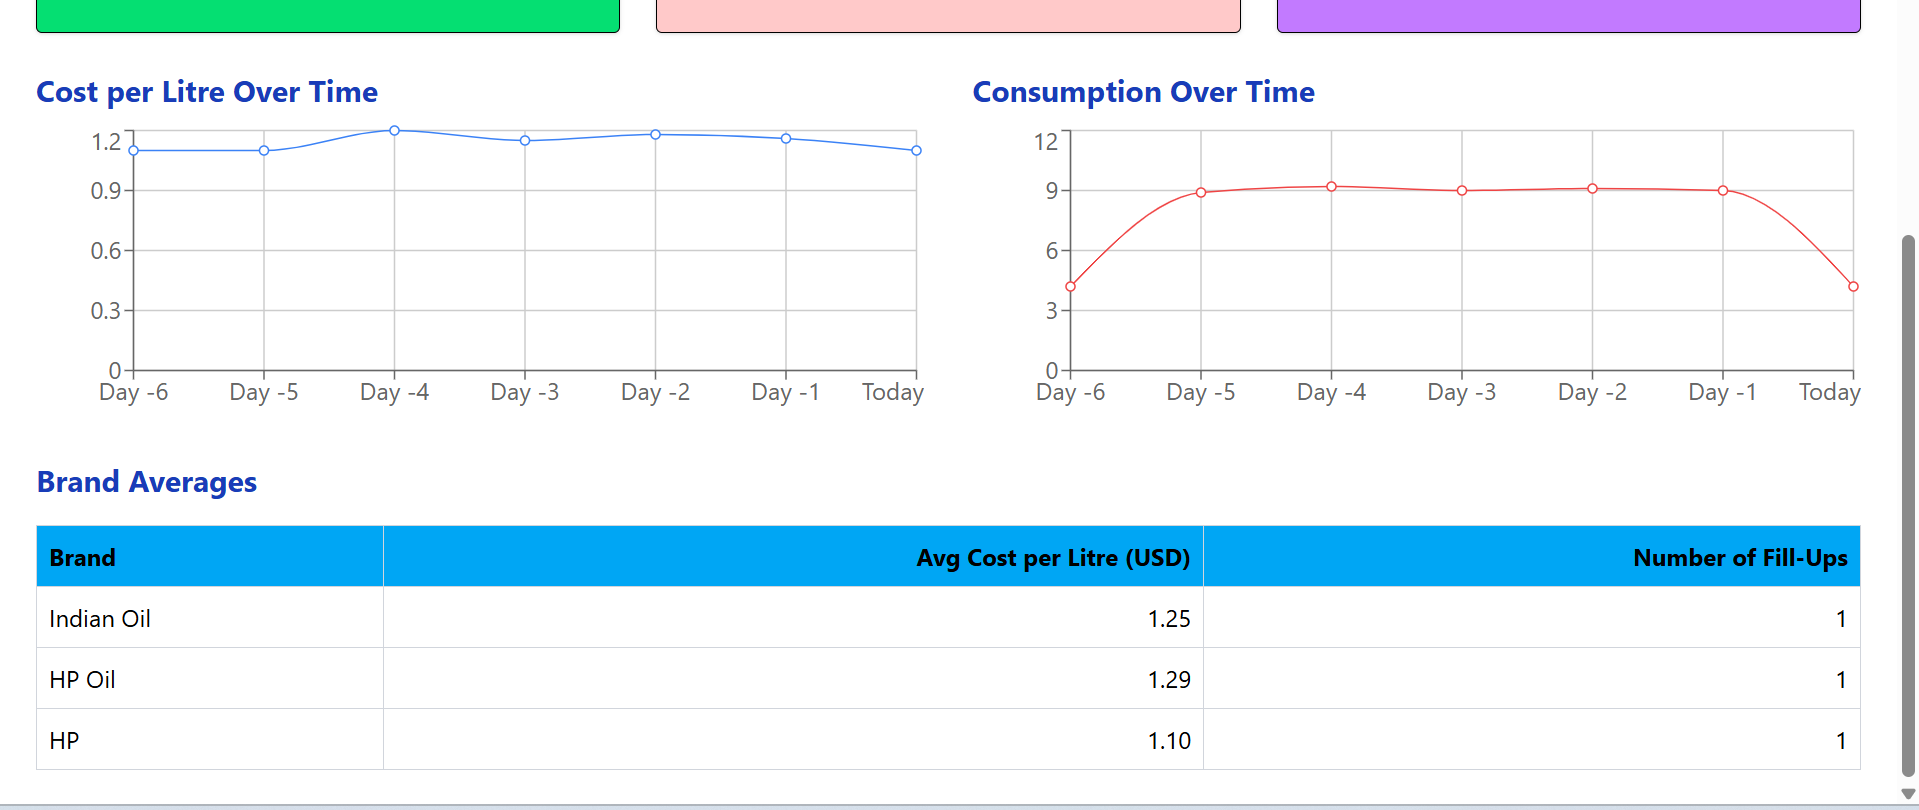 Cost per Litre Over Time
1.2
0.9
0.6
0.3
0
Day -6 Day -5 Day -4 Day -3 Day -2 Day -1 Today
Consumption Over Time
12
9
6
3
0
Day -6 Day -5 Day -4 Day -3 Day -2 Day -1 Today
Brand Averages
Brand Avg Cost per Litre (USD) Number of Fill-Ups
Indian Oil 1.25 1
HP Oil 1.29 1
HP 1.10 1